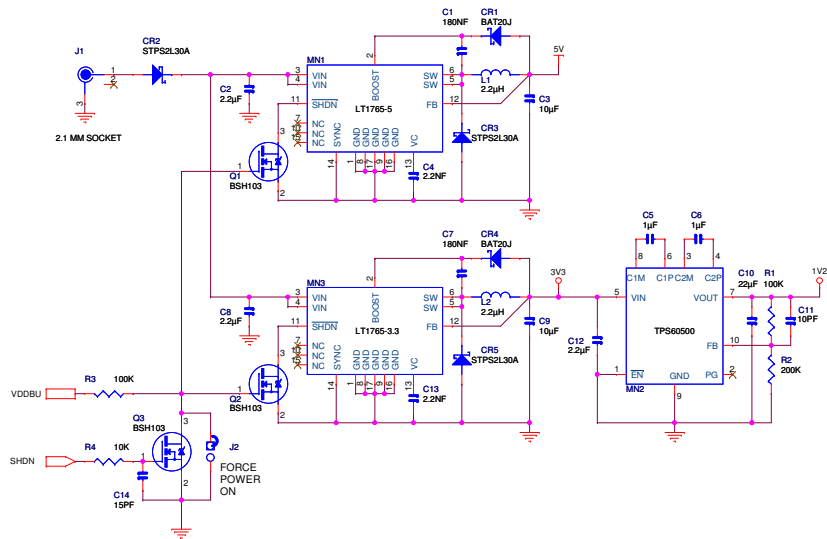 J1
1
2
3
2.1 MM SOCKET
CR2
STPS2L30A
C2
2.2µF
MN1
LT1765-5
3
4
11
VIN
VIN
SHDN
7
NC
NC
NC
SYNC
GND
GND
GND
GND
GND
VC
BOOST
SW
SW
FB
2
6
5
12
14
1
8
17
9
16
13
C1
180NF
CR1
BAT20J
L1
2.2µH
5V
C3
10µF
CR3
STPS2L30A
C4
2.2NF
Q1
BSH103
1
3
2
C8
2.2µF
MN3
LT1765-3.3
3
4
11
VIN
VIN
SHDN
7
NC
NC
NC
SYNC
GND
GND
GND
GND
GND
VC
BOOST
SW
SW
FB
2
6
5
12
14
1
8
17
9
16
13
C7
180NF
CR4
BAT20J
L2
2.2µH
3V3
C9
10µF
CR5
STPS2L30A
C13
2.2NF
Q2
BSH103
1
3
2
VDDBU
R3
100K
SHDN
R4
10K
Q3
BSH103
1
3
2
C14
15PF
J2
FORCE
POWER
ON
C12
2.2µF
C5
1µF
C6
1µF
8
6
3
4
C1M
C1P
C2M
C2P
5
VIN
VOUT
7
TPS60500
FB
10
1
EN
GND
PG
2
9
MN2
C10
22µF
R1
100K
C11
10PF
R2
200K
1V2